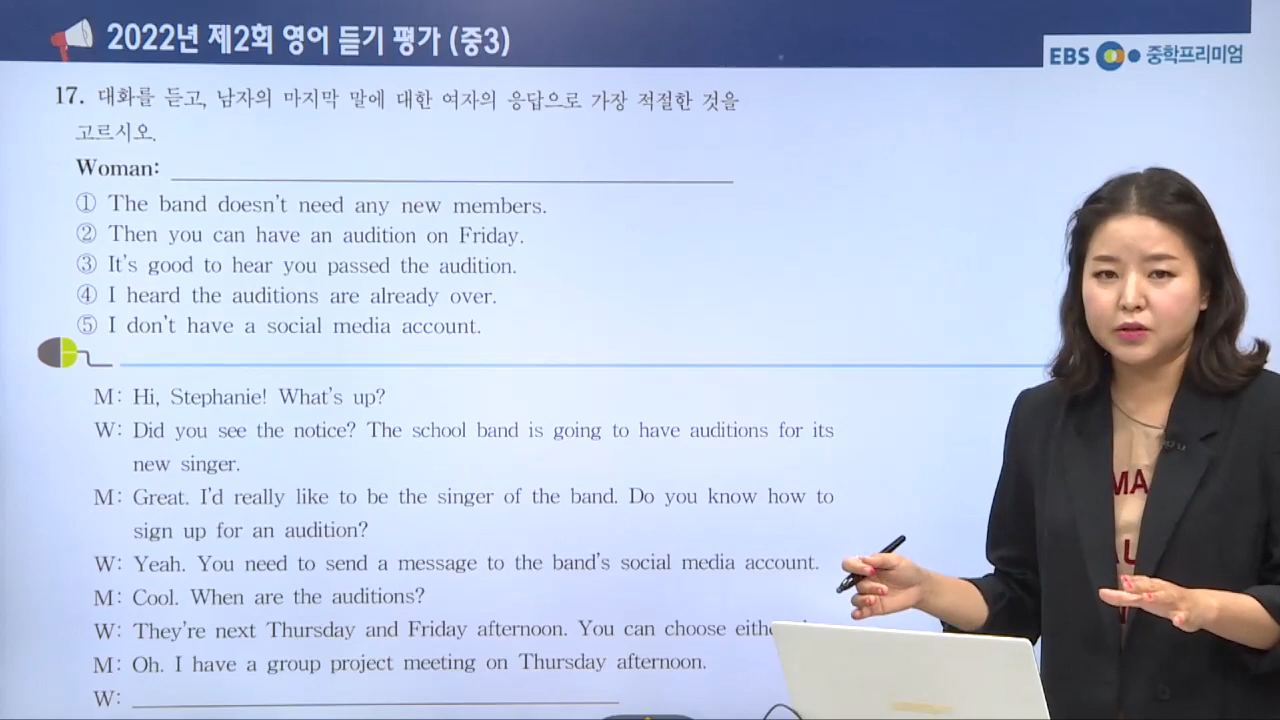 2022년 제2회 영어 듣기 평가 (중3)
EBS 중학프리미엄
17. 대화를 듣고, 남자의 마지막 말에 대한 여자의 응답으로 가장 적절한 것을
고르시오.
Woman:
① The band doesn't need any new members.
② Then you can have an audition on Friday.
③ It's good to hear you passed the audition.
④ I heard the auditions are already over.
⑤ I don't have a social media account.
M: Hi, Stephanie! What's up?
W: Did you see the notice? The school band is going to have auditions for its
new singer.
M: Great. I'd really like to be the singer of the band. Do you know how to
sign up for an audition?
W: Yeah. You need to send a message to the band's social media account.
M: Cool. When are the auditions?
W: They're next Thursday and Friday afternoon. You can choose
M: Oh. I have a group project meeting on Thursday afternoon.
W: